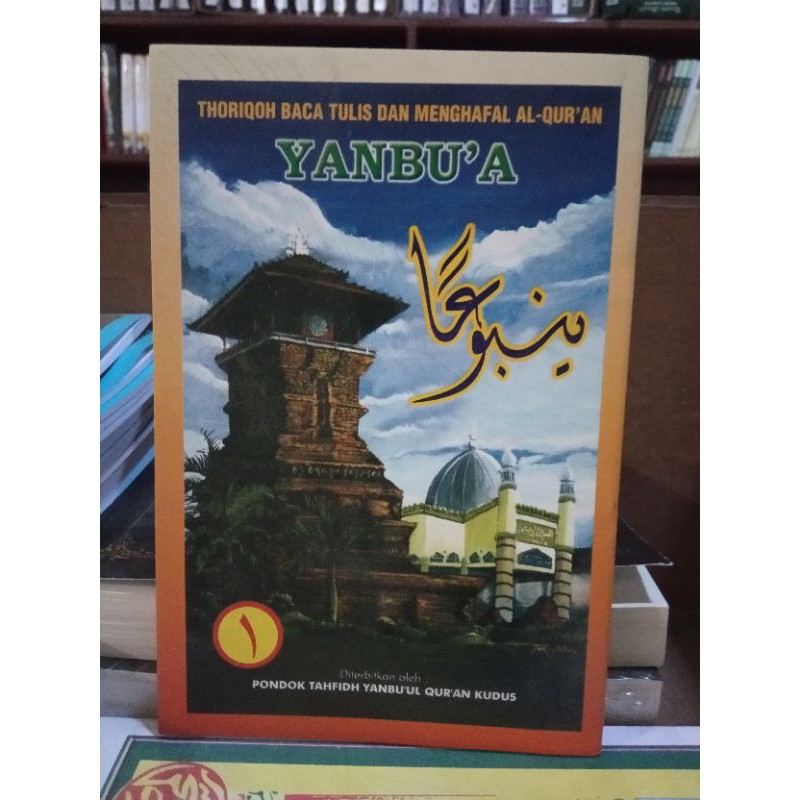 THORIQOH BACA TULIS DAN MENGHAFAL AL-QUR'AN
YANBU'A
ينبوعًا
١
Diterbitkan oleh :
PONDOK TAHFIDH YANBU'UL QUR'AN KUDUS